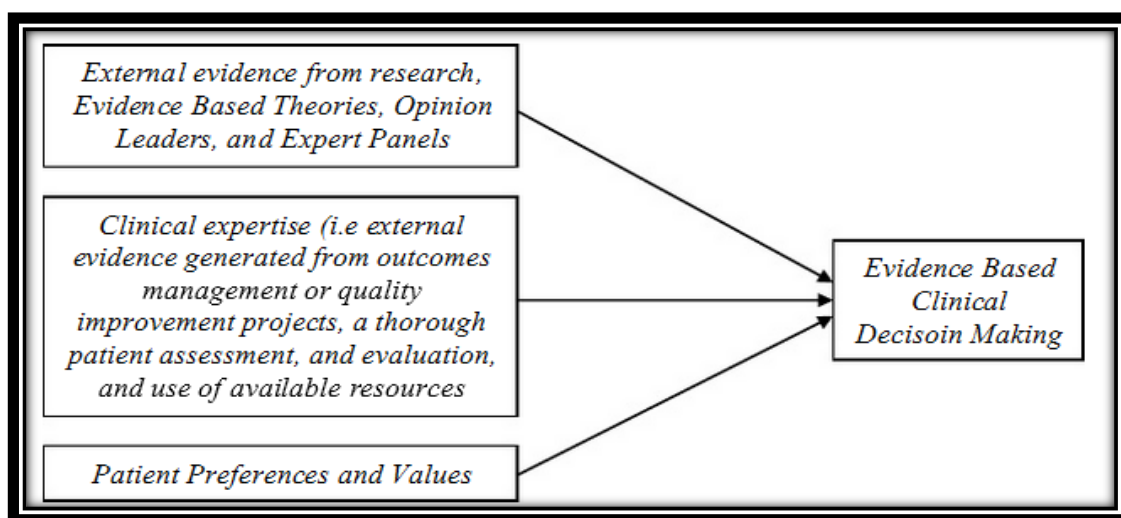 External evidence from research,
Evidence Based Theories, Opinion
Leaders, and Expert Panels
Clinical expertise (i.e external
evidence generated from outcomes
management or quality
improvement projects, a thorough
patient assessment, and evaluation,
and use of available resources
Patient Preferences and Values
Evidence Based
Clinical
Decisoin Making